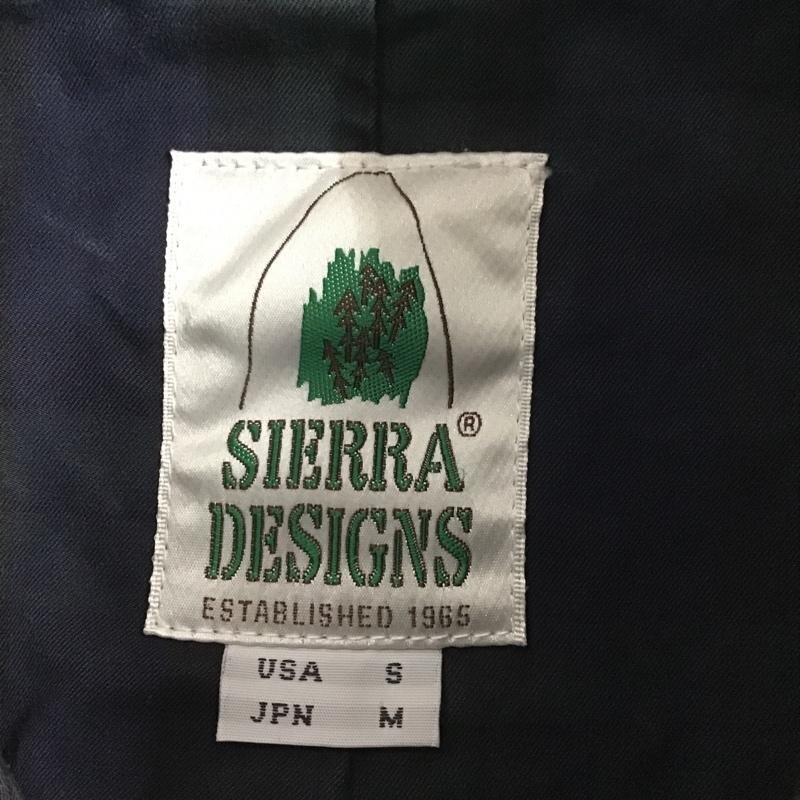 SIERRA®
DESIGNS
ESTABLISHED 1965
USA S
JPN M